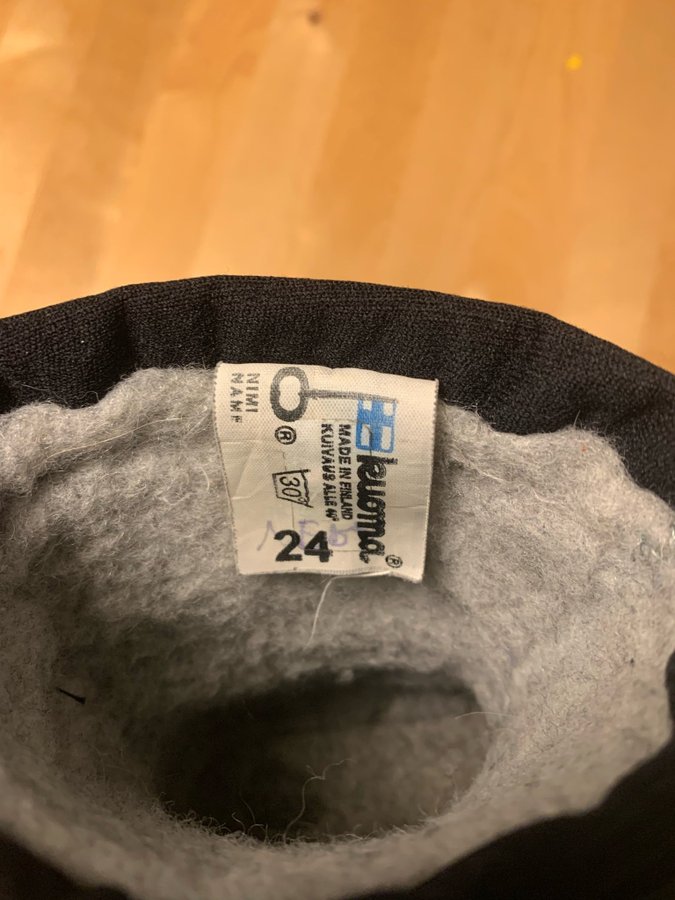 NIMI
NAME
kuoma®
MADE IN FINLAND
KUIVAUS ALLE 40°
®
30°
24